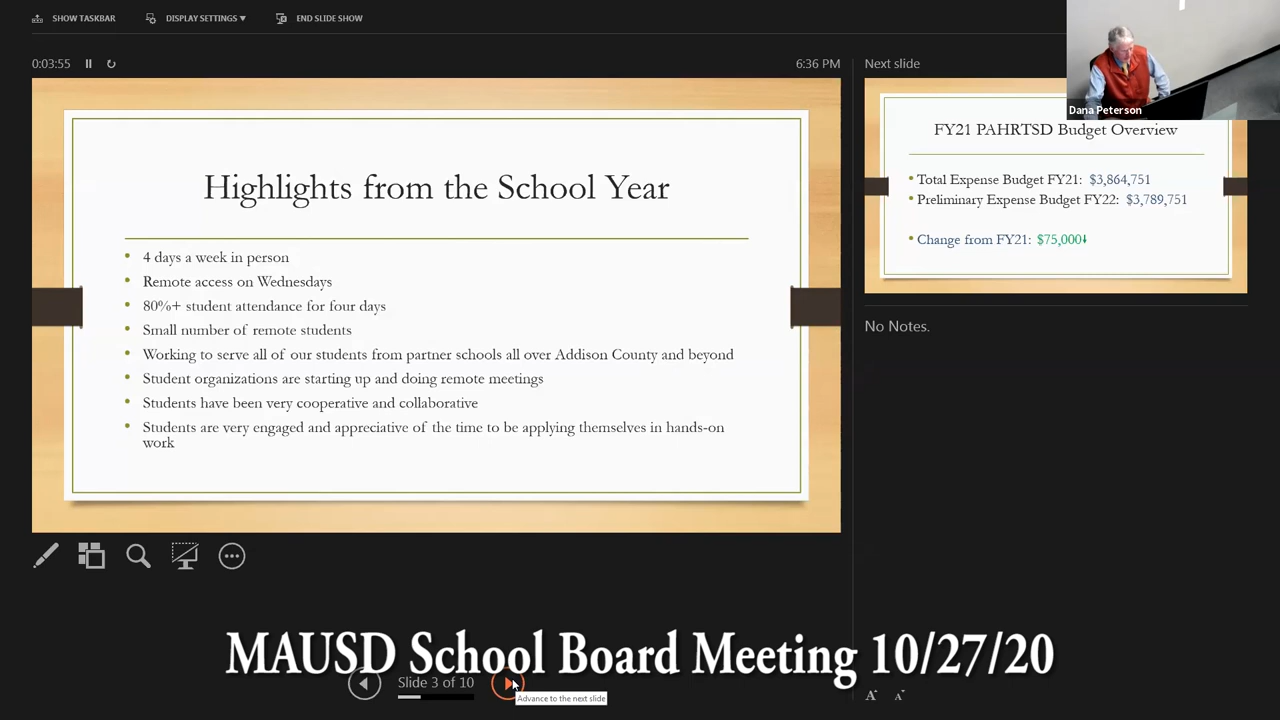 SHOW TASKBAR
DISPLAY SETTINGS ▾
END SLIDE SHOW
0:03:55
6:36 PM
Highlights from the School Year
• 4 days a week in person
• Remote access on Wednesdays
• 80%+ student attendance for four days
• Small number of remote students
• Working to serve all of our students from partner schools all over Addison County and beyond
• Student organizations are starting up and doing remote meetings
• Students have been very cooperative and collaborative
• Students are very engaged and appreciative of the time to be applying themselves in hands-on
work
Next slide
Dana Peterson
FY21 PAHRTSD Budget Overview
• Total Expense Budget FY21: $3,864,751
• Preliminary Expense Budget FY22: $3,789,751
• Change from FY21: $75,000⬇
No Notes.
MAUSD School Board Meeting 10/27/20
Slide 3 of 10
Advance to the next slide
A A